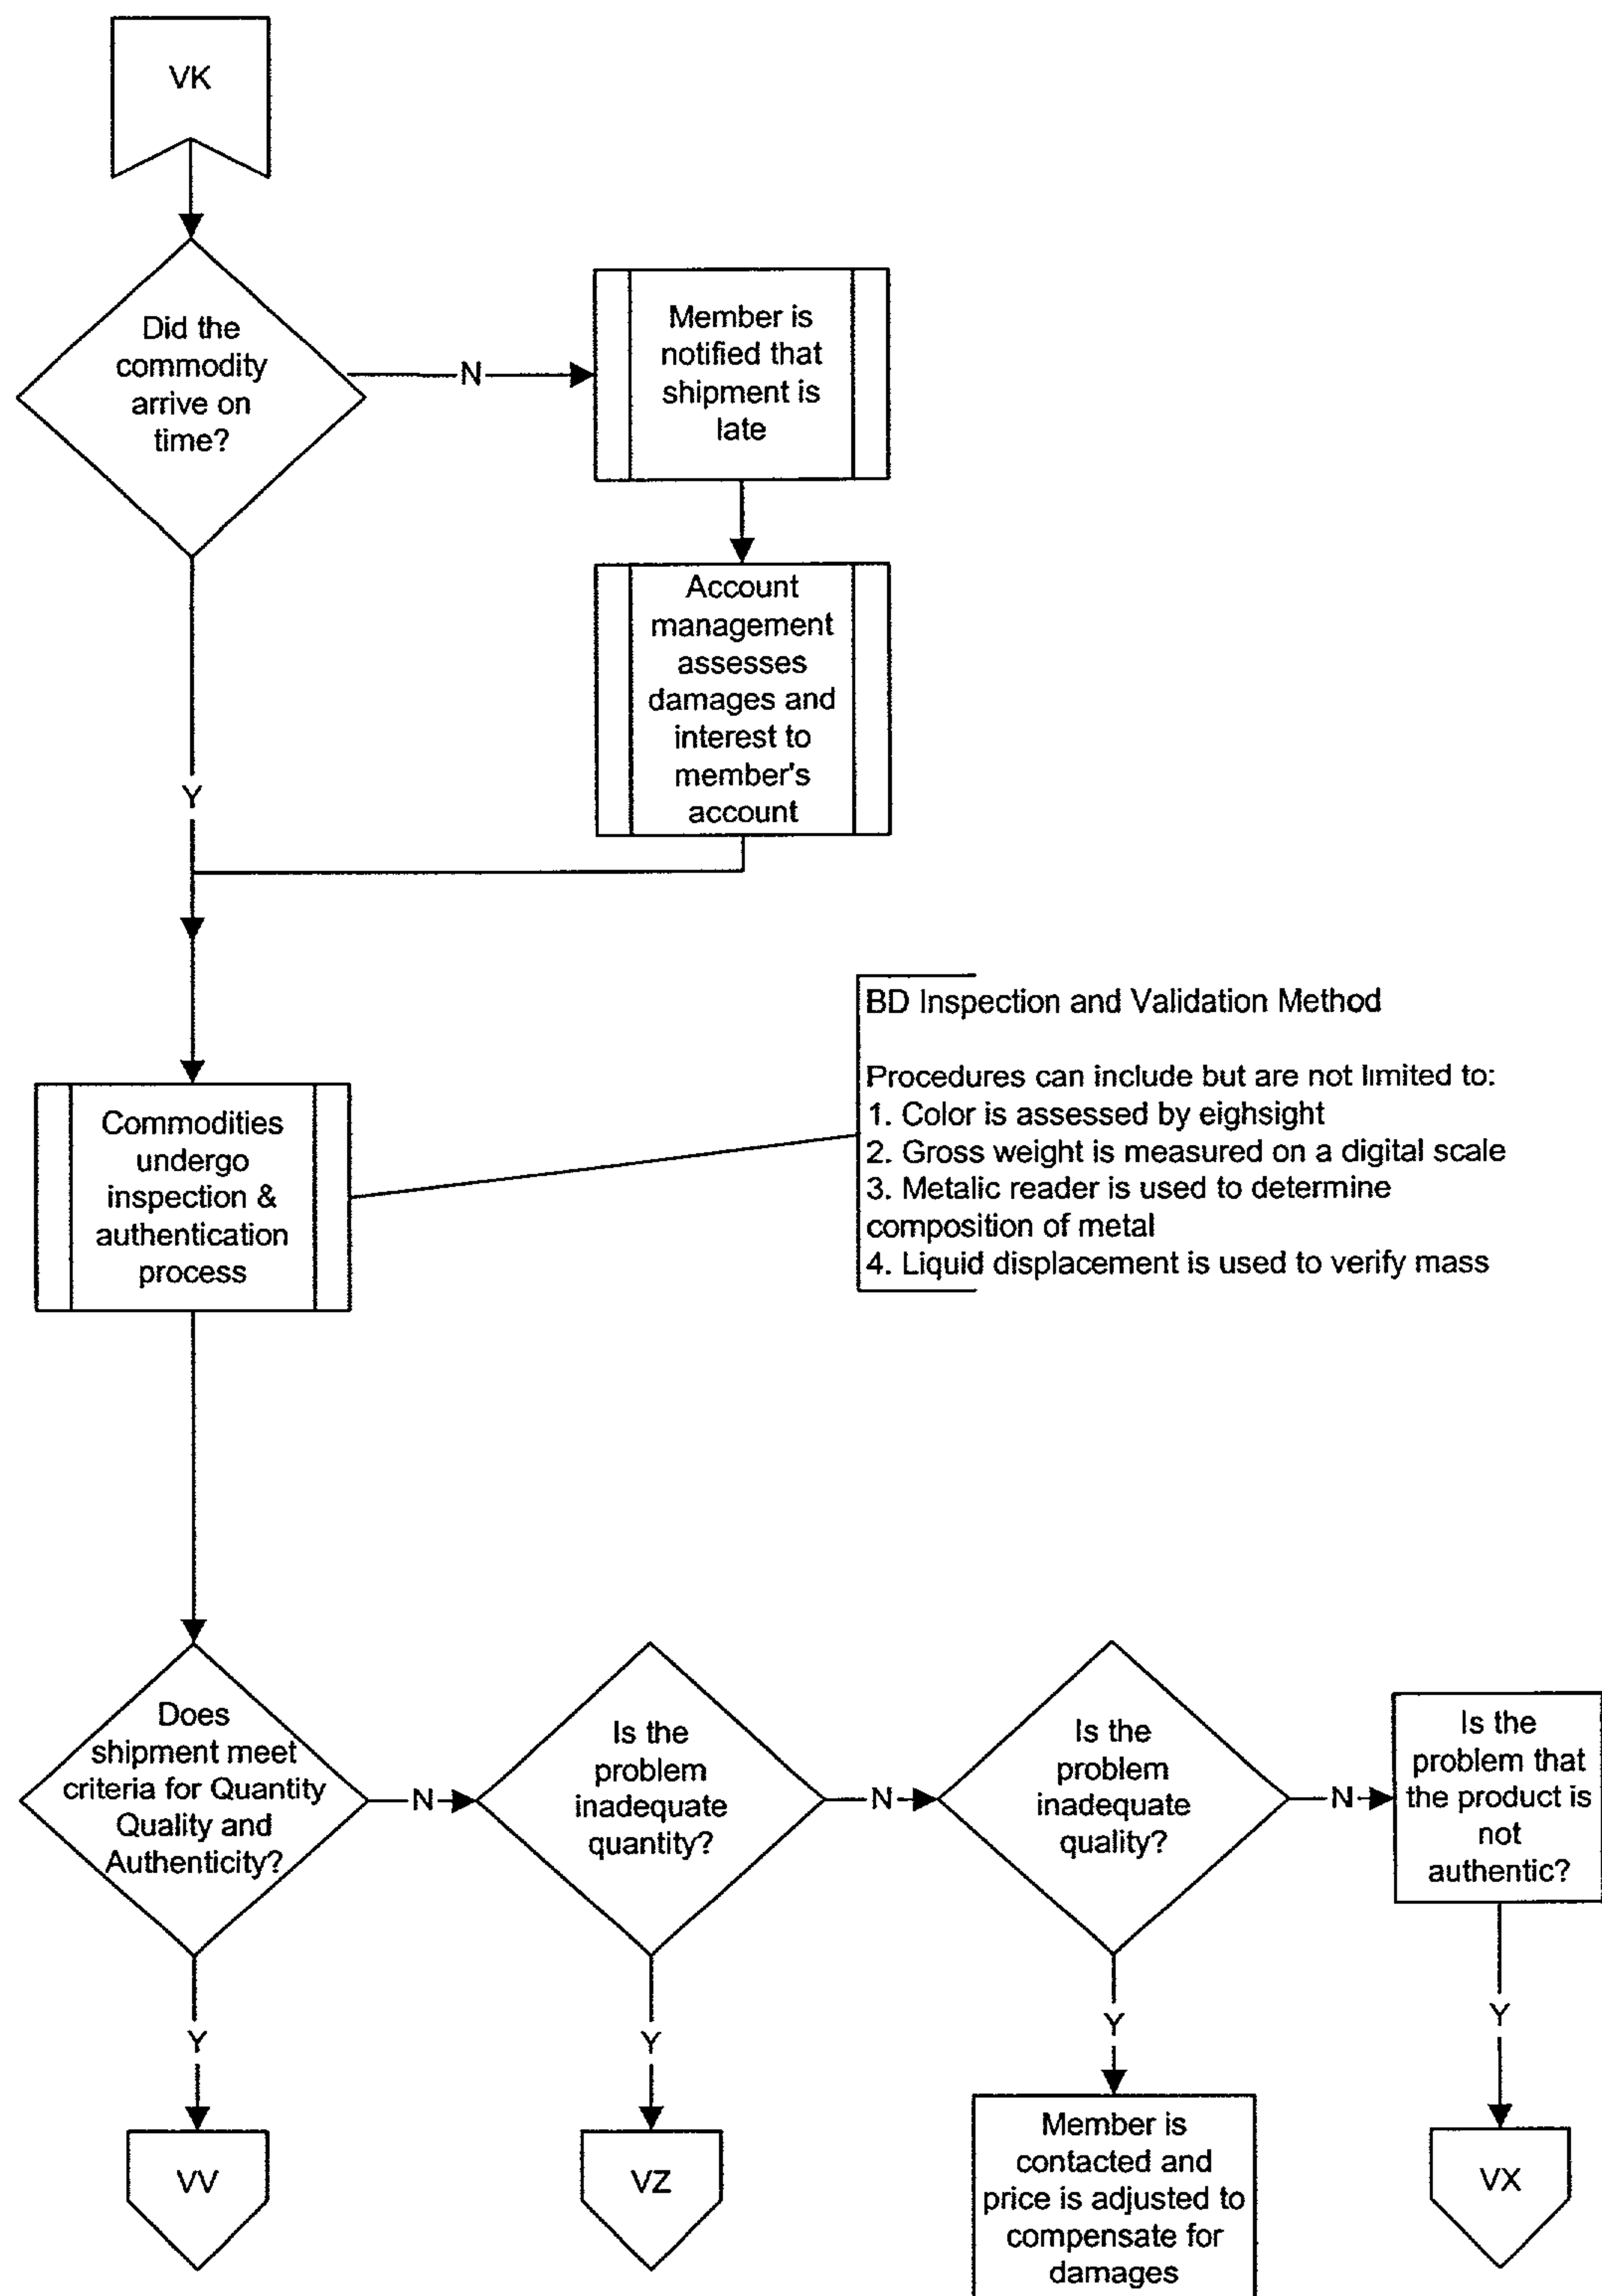 VK
Did the
commodity
arrive on
time?
N
Member is
notified that
shipment is
late
Account
management
assesses
damages and
interest to
member's
account
Y
BD Inspection and Validation Method
Procedures can include but are not limited to:
1. Color is assessed by eighsight
2. Gross weight is measured on a digital scale
3. Metalic reader is used to determine
composition of metal
4. Liquid displacement is used to verify mass
Commodities
undergo
inspection &
authentication
process
Does
shipment meet
criteria for Quantity
Quality and
Authenticity?
N
Is the
problem
inadequate
quantity?
N
Is the
problem
inadequate
quality?
N
Is the
problem that
the product is
not
authentic?
Y
Y
Y
Y
VV
VZ
Member is
contacted and
price is adjusted to
compensate for
damages
VX